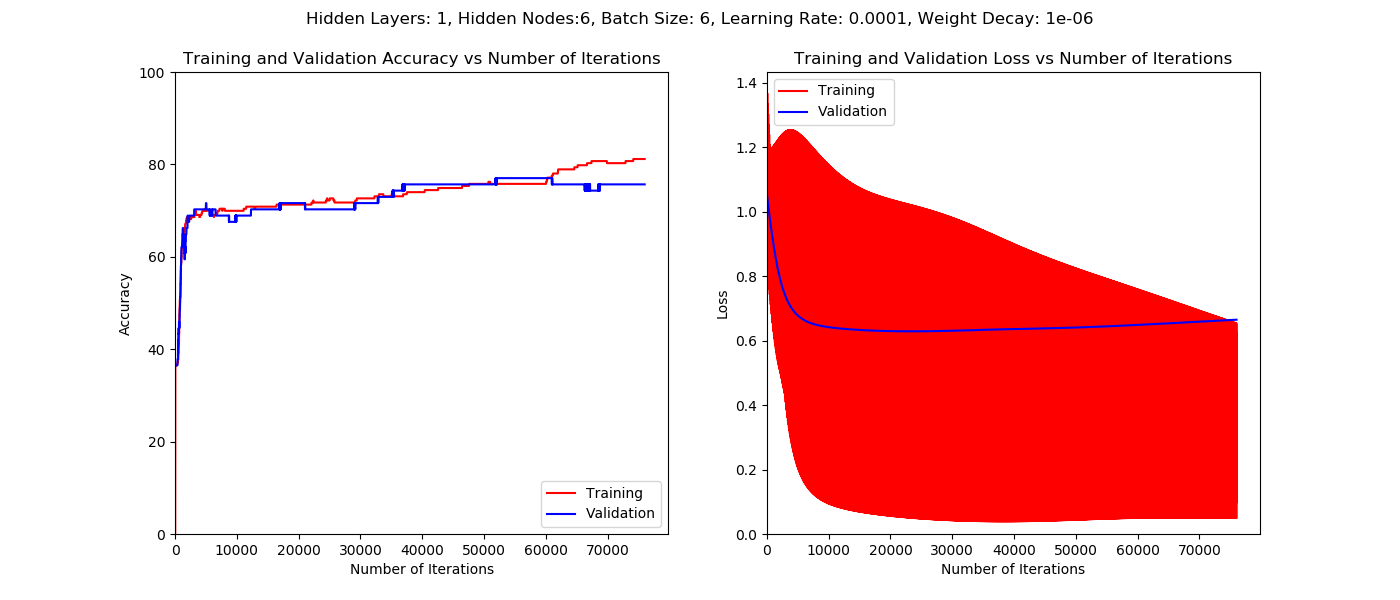 Hidden Layers: 1, Hidden Nodes:6, Batch Size: 6, Learning Rate: 0.0001, Weight Decay: 1e-06
Training and Validation Accuracy vs Number of Iterations
100
80
60
40
20
0
Accuracy
0 10000 20000 30000 40000 50000 60000 70000
Number of Iterations
Training
Validation
Training and Validation Loss vs Number of Iterations
1.4
1.2
1.0
0.8
0.6
0.4
0.2
0.0
Loss
0 10000 20000 30000 40000 50000 60000 70000
Number of Iterations
Training
Validation